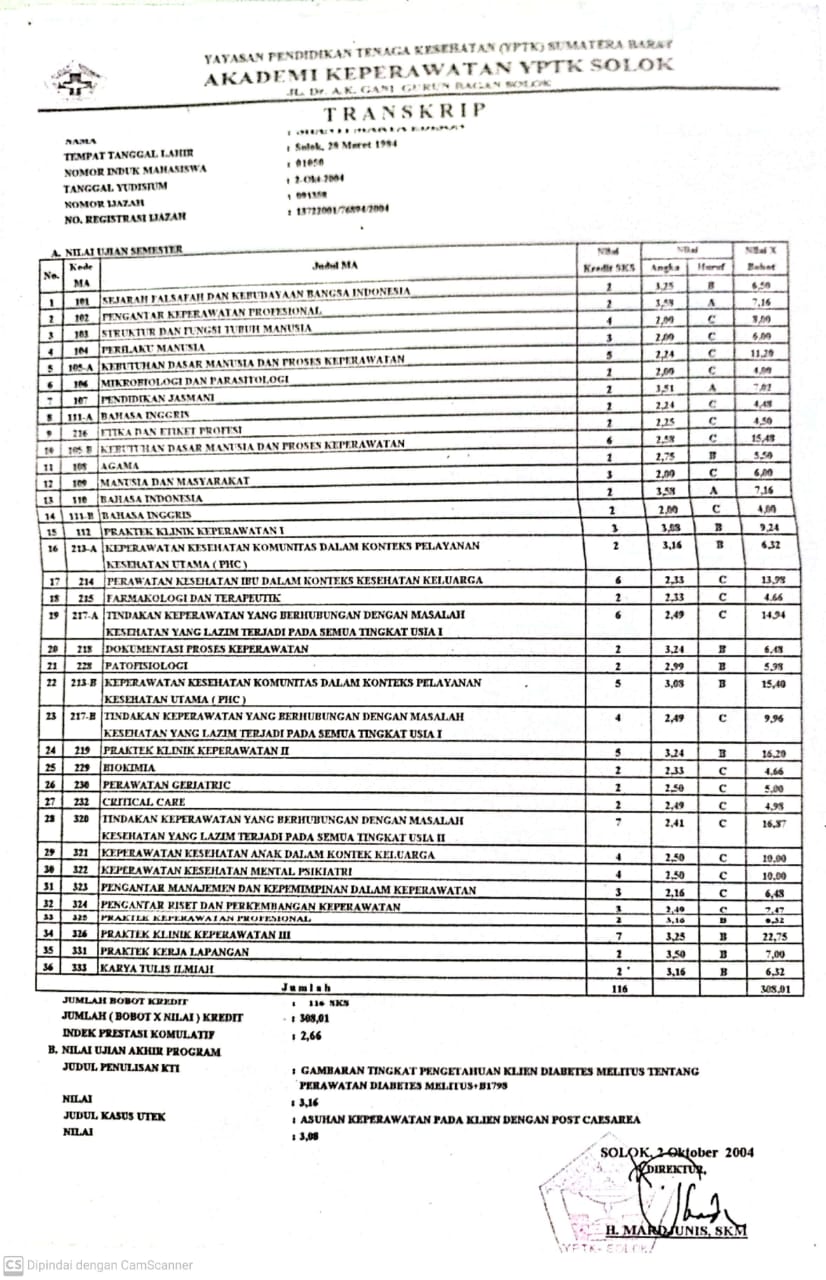 YAYASAN PENDIDIKAN TENAGA KESEHATAN (YPTK) SUMATERA BARAT
AKADEMI KEPERAWATAN YPTK SOLOK
JL. Dr. A.K. GANI GURUN BAGAN SOLOK
TRANSKRIP
NAMA :
TEMPAT TANGGAL LAHIR : Solok, 28 Maret 1984
NOMOR INDUK MAHASISWA : 01050
TANGGAL YUDISIUM : 2-Okt-2004
NOMOR IJAZAH : 091358
NO. REGISTRASI IJAZAH : 13722001/76894/2004
A. NILAI UJIAN SEMESTER
No. Kode MA Judul MA Nilai Kredit SKS Nilai Angka Huruf Nilai X Bobot
1 101 SEJARAH FALSAFAH DAN KEBUDAYAAN BANGSA INDONESIA 2 3,25 B 6,50
2 102 PENGANTAR KEPERAWATAN PROFESIONAL 2 3,58 A 7,16
3 103 STRUKTUR DAN FUNGSI TUBUH MANUSIA 4 2,00 C 8,00
4 104 PERILAKU MANUSIA 3 2,00 C 6,00
5 105-A KEBUTUHAN DASAR MANUSIA DAN PROSES KEPERAWATAN 5 2,24 C 11,20
6 106 MIKROBIOLOGI DAN PARASITOLOGI 2 2,00 C 4,00
7 107 PENDIDIKAN JASMANI 2 3,51 A 7,02
8 111-A BAHASA INGGRIS 2 2,24 C 4,48
9 216 ETIKA DAN ETIKET PROFESI 2 2,25 C 4,50
10 105-B KEBUTUHAN DASAR MANUSIA DAN PROSES KEPERAWATAN 6 2,58 C 15,48
11 108 AGAMA 2 2,75 B 5,50
12 109 MANUSIA DAN MASYARAKAT 3 2,00 C 6,00
13 110 BAHASA INDONESIA 2 3,58 A 7,16
14 111-B BAHASA INGGRIS 2 2,00 C 4,00
15 112 PRAKTEK KLINIK KEPERAWATAN I 3 3,08 B 9,24
16 213-A KEPERAWATAN KESEHATAN KOMUNITAS DALAM KONTEKS PELAYANAN 2 3,16 B 6,32
KESEHATAN UTAMA ( PHC )
17 214 PERAWATAN KESEHATAN IBU DALAM KONTEKS KESEHATAN KELUARGA 6 2,33 C 13,98
18 215 FARMAKOLOGI DAN TERAPEUTIK 2 2,33 C 4.66
19 217-A TINDAKAN KEPERAWATAN YANG BERHUBUNGAN DENGAN MASALAH 6 2,49 C 14,94
KESEHATAN YANG LAZIM TERJADI PADA SEMUA TINGKAT USIA I
20 218 DOKUMENTASI PROSES KEPERAWATAN 2 3,24 B 6,48
21 228 PATOFISIOLOGI 2 2,99 B 5,98
22 213-B KEPERAWATAN KESEHATAN KOMUNITAS DALAM KONTEKS PELAYANAN 5 3,08 B 15,40
KESEHATAN UTAMA ( PHC )
23 217-B TINDAKAN KEPERAWATAN YANG BERHUBUNGAN DENGAN MASALAH 4 2,49 C 9,96
KESEHATAN YANG LAZIM TERJADI PADA SEMUA TINGKAT USIA I
24 219 PRAKTEK KLINIK KEPERAWATAN II 5 3,24 B 16,20
25 229 BIOKIMIA 2 2,33 C 4,66
26 230 PERAWATAN GERIATRIC 2 2,50 C 5,00
27 232 CRITICAL CARE 2 2,49 C 4,98
28 320 TINDAKAN KEPERAWATAN YANG BERHUBUNGAN DENGAN MASALAH 7 2,41 C 16,87
KESEHATAN YANG LAZIM TERJADI PADA SEMUA TINGKAT USIA II
29 321 KEPERAWATAN KESEHATAN ANAK DALAM KONTEK KELUARGA 4 2,50 C 10,00
30 322 KEPERAWATAN KESEHATAN MENTAL PSIKIATRI 4 2,50 C 10,00
31 323 PENGANTAR MANAJEMEN DAN KEPEMIMPINAN DALAM KEPERAWATAN 3 2,16 C 6,48
32 324 PENGANTAR RISET DAN PERKEMBANGAN KEPERAWATAN 3 2,49 C 7,47
33 325 PRAKTEK KEPERAWATAN PROFESIONAL 2 3,16 B 6,32
34 326 PRAKTEK KLINIK KEPERAWATAN III 7 3,25 B 22,75
35 331 PRAKTEK KERJA LAPANGAN 2 3,50 B 7,00
36 333 KARYA TULIS ILMIAH 2 3,16 B 6,32
Jumlah 116 308,01
JUMLAH BOBOT KREDIT : 116 SKS
JUMLAH ( BOBOT X NILAI ) KREDIT : 308,01
INDEK PRESTASI KOMULATIF : 2,66
B. NILAI UJIAN AKHIR PROGRAM
JUDUL PENULISAN KTI : GAMBARAN TINGKAT PENGETAHUAN KLIEN DIABETES MELITUS TENTANG
PERAWATAN DIABETES MELITUS+B1798
NILAI : 3,16
JUDUL KASUS UTEK : ASUHAN KEPERAWATAN PADA KLIEN DENGAN POST CAESAREA
NILAI : 3,08
SOLOK, 2 Oktober 2004
DIREKTUR,
H. MARDJUNIS, SKM
YPTK - SOLOK
CS Dipindai dengan CamScanner